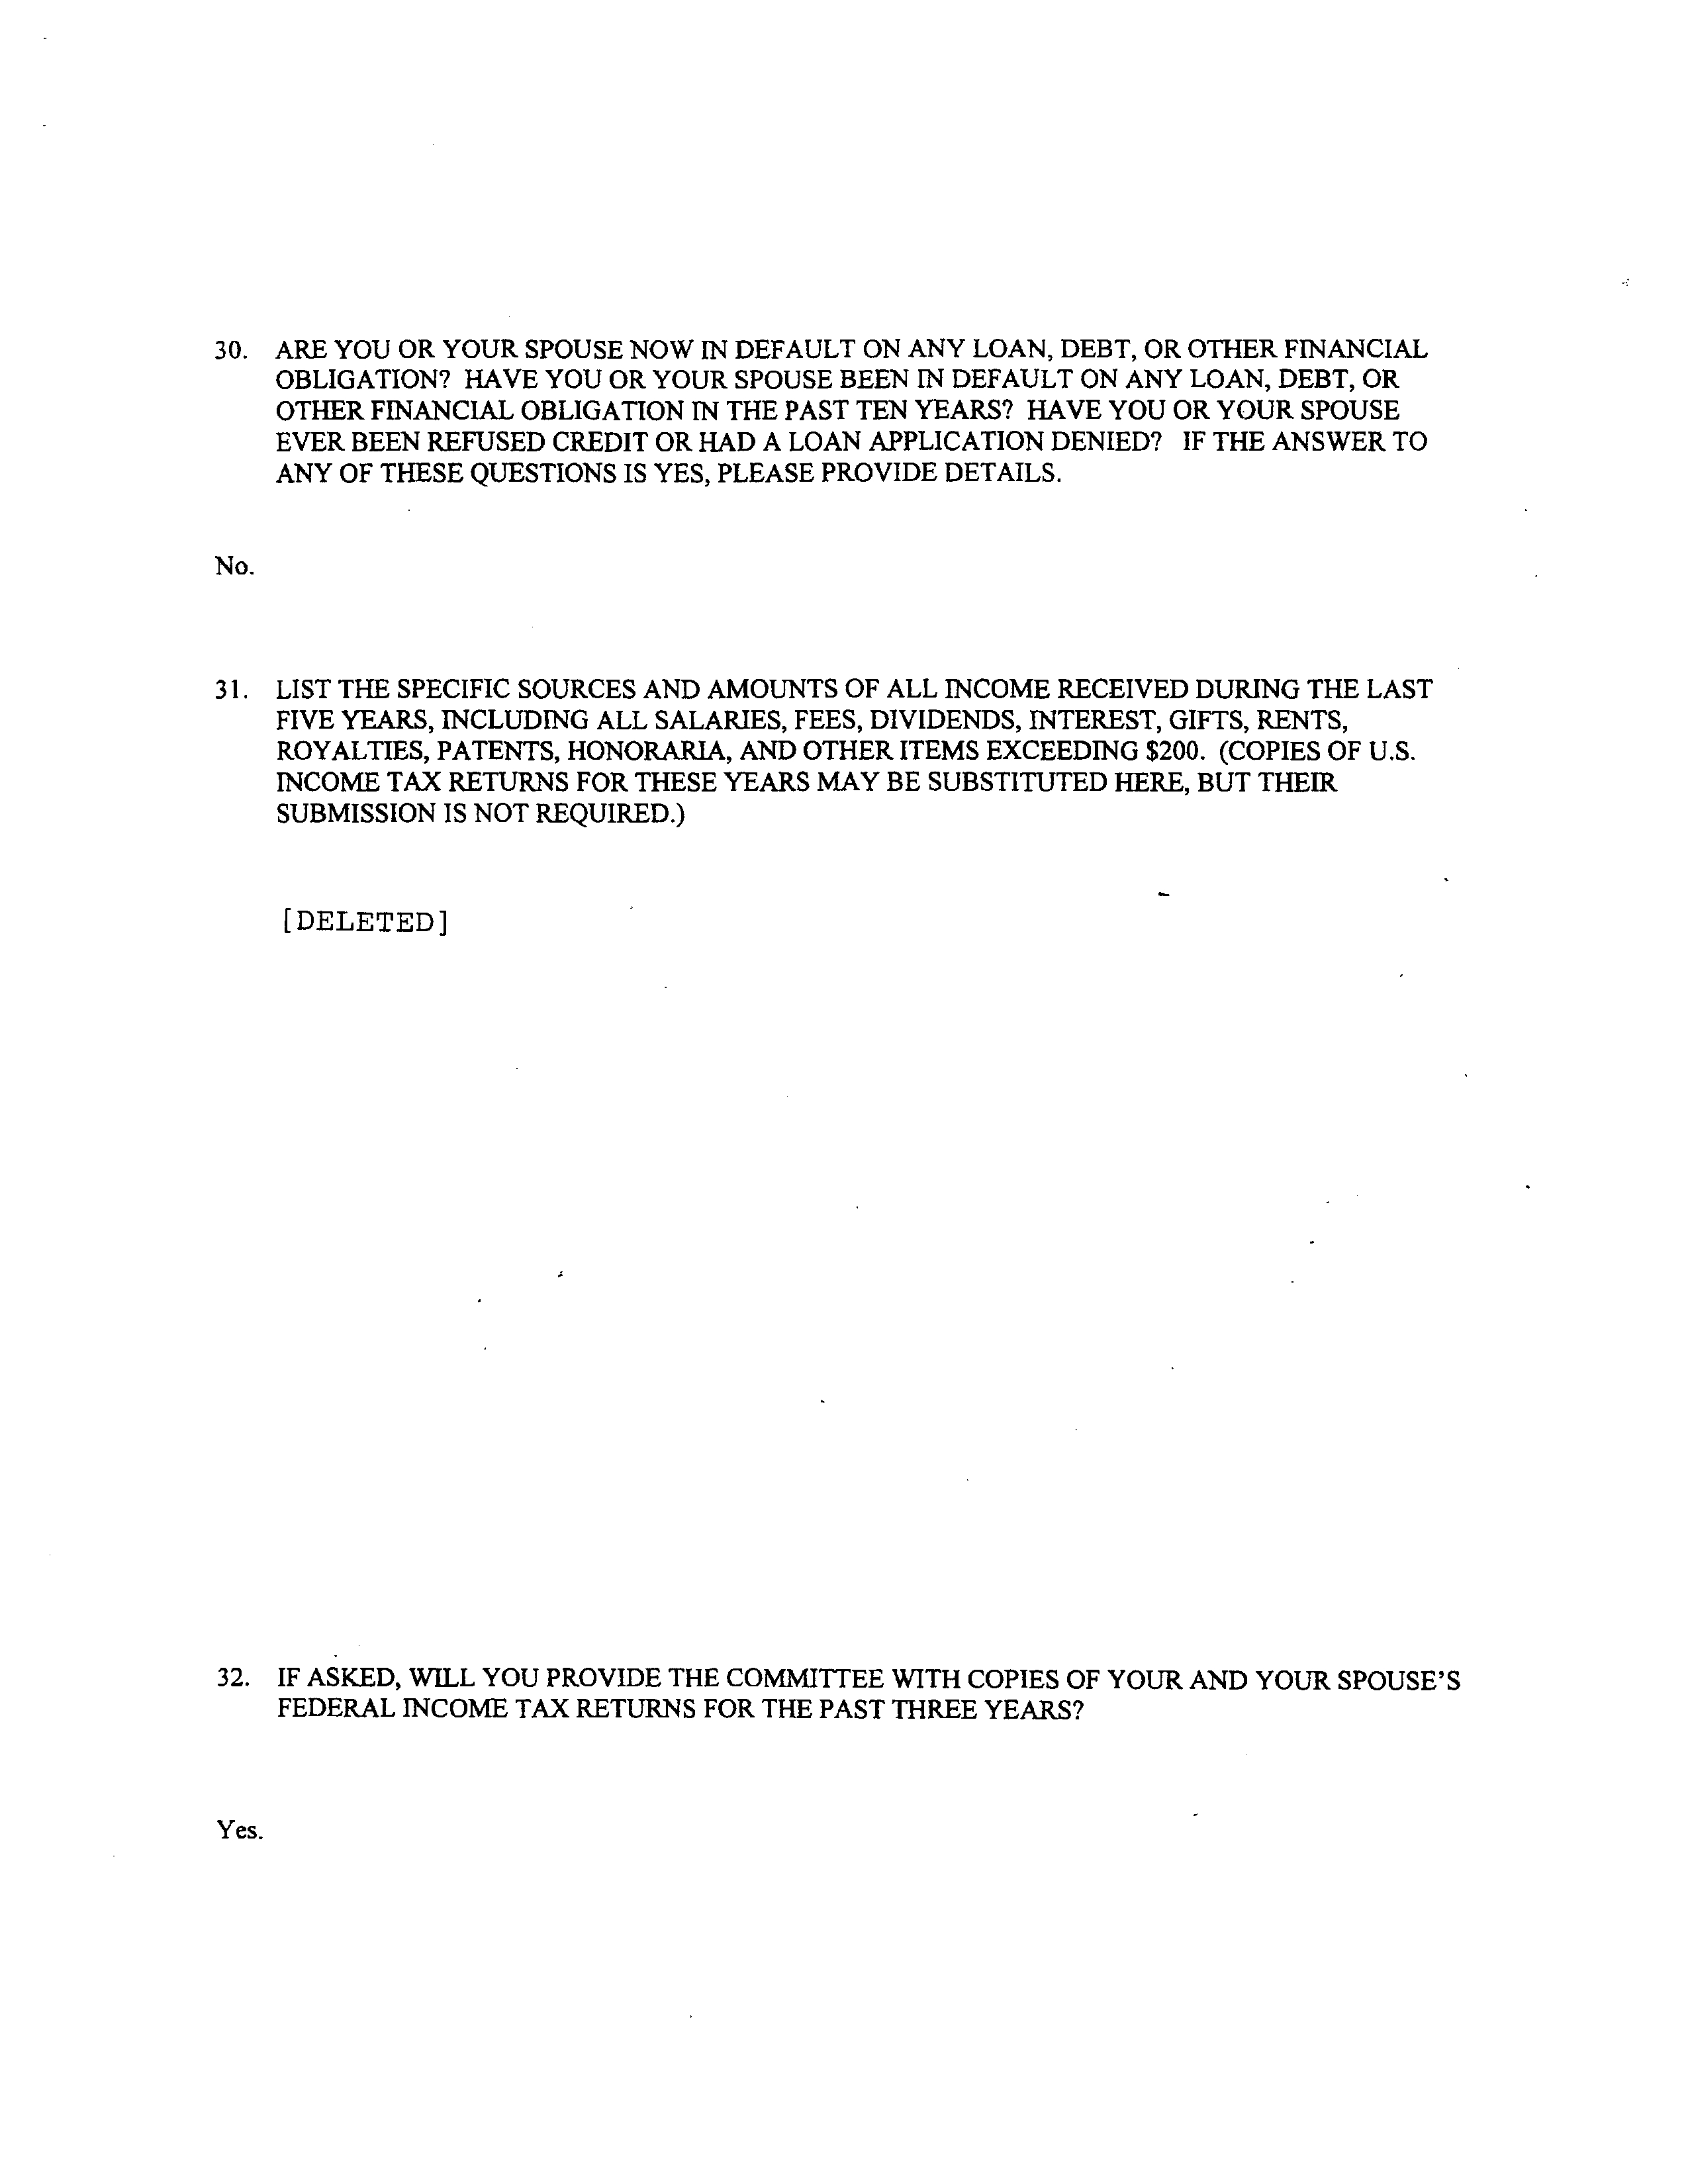 30. ARE YOU OR YOUR SPOUSE NOW IN DEFAULT ON ANY LOAN, DEBT, OR OTHER FINANCIAL
OBLIGATION? HAVE YOU OR YOUR SPOUSE BEEN IN DEFAULT ON ANY LOAN, DEBT, OR
OTHER FINANCIAL OBLIGATION IN THE PAST TEN YEARS? HAVE YOU OR YOUR SPOUSE
EVER BEEN REFUSED CREDIT OR HAD A LOAN APPLICATION DENIED? IF THE ANSWER TO
ANY OF THESE QUESTIONS IS YES, PLEASE PROVIDE DETAILS.
No.
31. LIST THE SPECIFIC SOURCES AND AMOUNTS OF ALL INCOME RECEIVED DURING THE LAST
FIVE YEARS, INCLUDING ALL SALARIES, FEES, DIVIDENDS, INTEREST, GIFTS, RENTS,
ROYALTIES, PATENTS, HONORARIA, AND OTHER ITEMS EXCEEDING $200. (COPIES OF U.S.
INCOME TAX RETURNS FOR THESE YEARS MAY BE SUBSTITUTED HERE, BUT THEIR
SUBMISSION IS NOT REQUIRED.)
[DELETED]
32. IF ASKED, WILL YOU PROVIDE THE COMMITTEE WITH COPIES OF YOUR AND YOUR SPOUSE'S
FEDERAL INCOME TAX RETURNS FOR THE PAST THREE YEARS?
Yes.